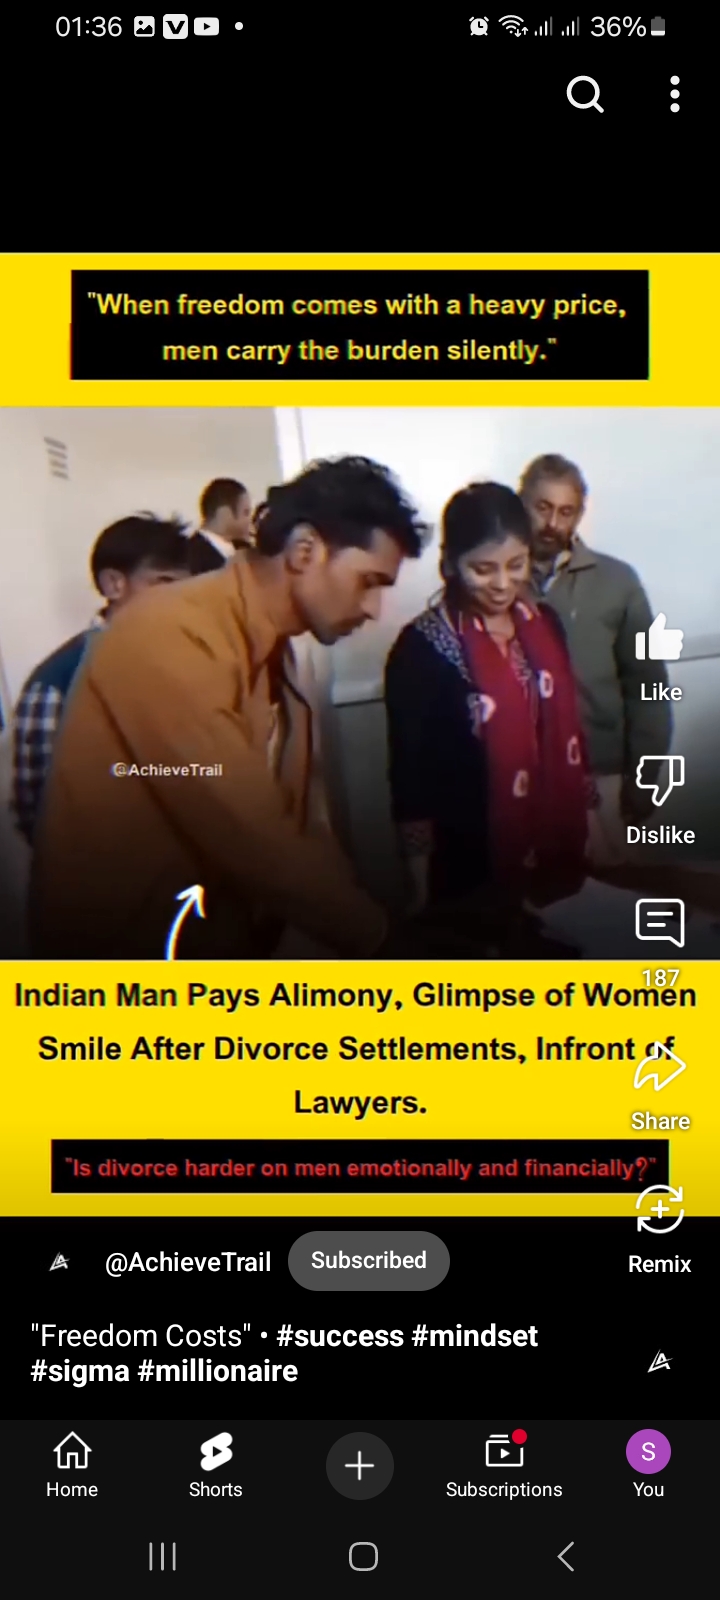 01:36
36%
"When freedom comes with a heavy price,
men carry the burden silently."
@AchieveTrail
Like
Dislike
187
Indian Man Pays Alimony, Glimpse of Women
Smile After Divorce Settlements, Infront of
Lawyers.
Share
"Is divorce harder on men emotionally and financially?"
@AchieveTrail
Subscribed
Remix
"Freedom Costs" • #success #mindset
#sigma #millionaire
Home
Shorts
Subscriptions
S
You